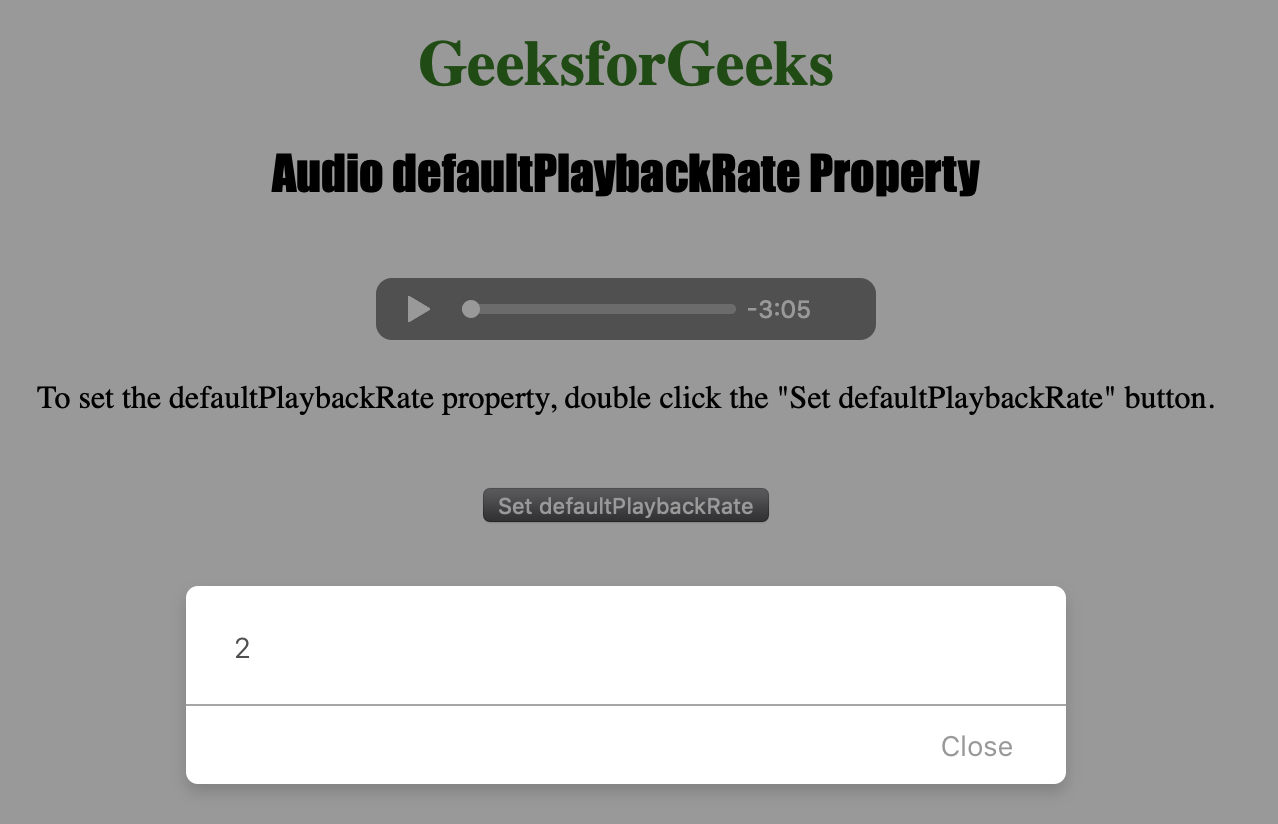 GeeksforGeeks
Audio defaultPlaybackRate Property
-3:05
To set the defaultPlaybackRate property, double click the "Set defaultPlaybackRate" button.
Set defaultPlaybackRate
2
Close